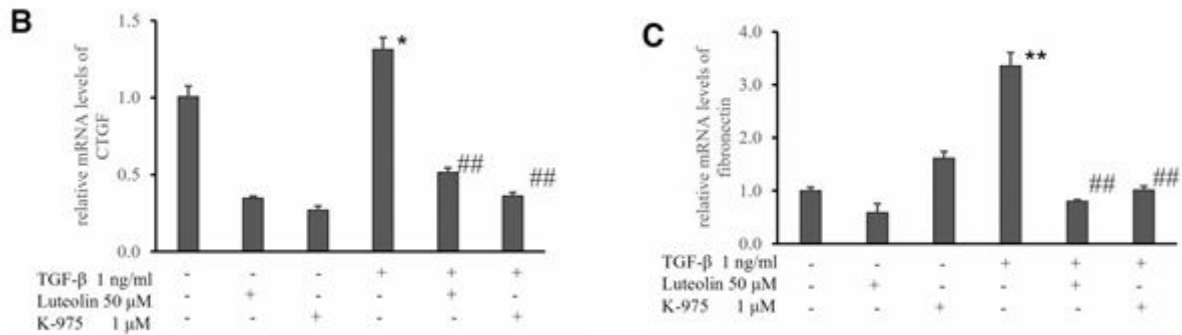 B
relative mRNA levels of
CTGF
1.5
1.0
0.5
0.0
*
##
##
TGF-β 1 ng/ml - - - + + +
Luteolin 50 μM - + - - + -
K-975 1 μM - - + - - +
C
relative mRNA levels of
fibronectin
4.0
3.0
2.0
1.0
0.0
**
##
##
TGF-β 1 ng/ml - - - + + +
Luteolin 50 μM - + - - + -
K-975 1 μM - - + - - +